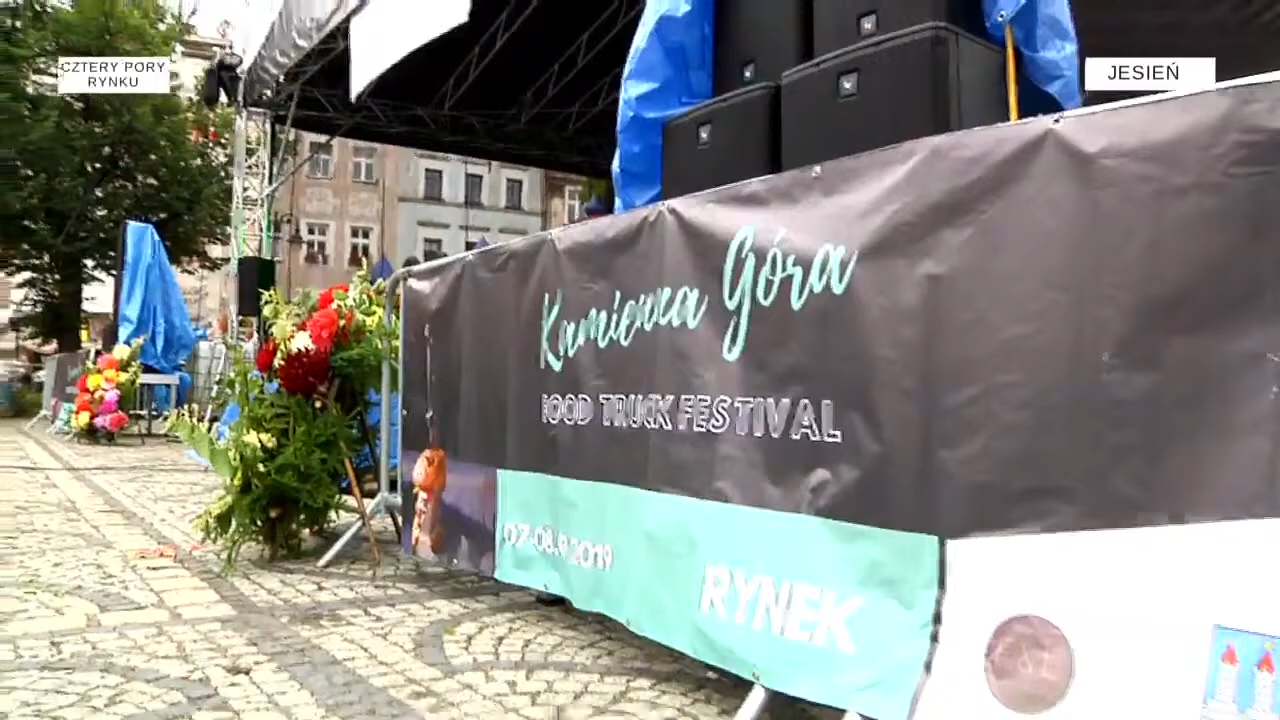 CZTERY PORY
RYNKU
JESIEŃ
Kamienna Góra
FOOD TRUCK FESTIVAL
07-08.9.2019
RYNEK